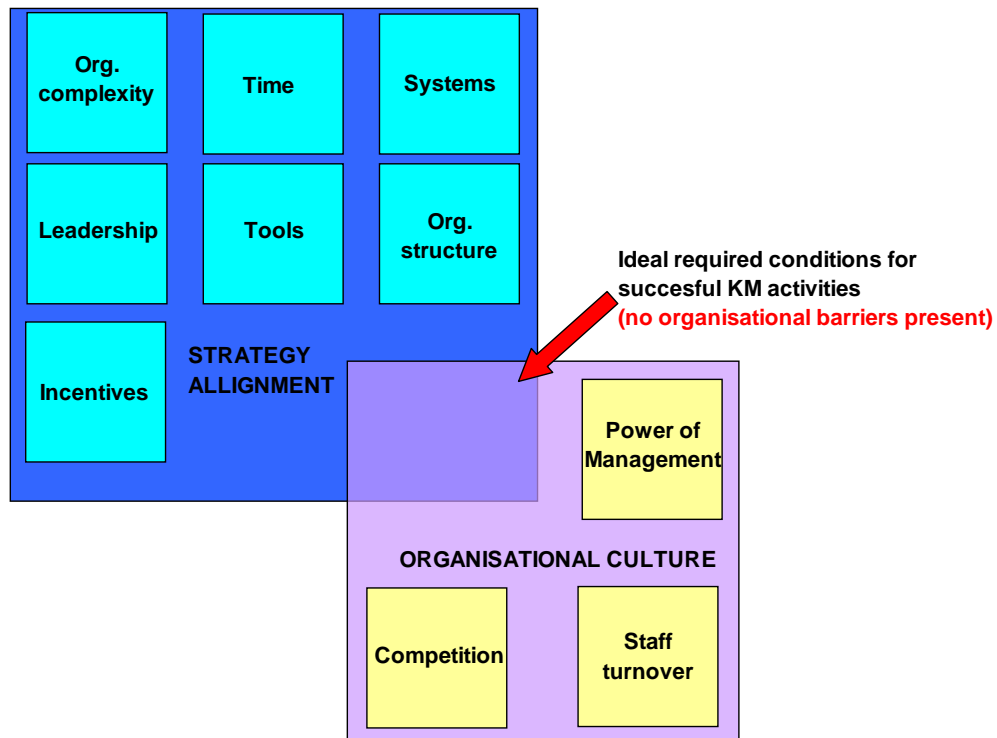 Org.
complexity
Time
Systems
Leadership
Tools
Org.
structure
Ideal required conditions for
succesful KM activities
(no organisational barriers present)
STRATEGY
ALLIGNMENT
Incentives
Power of
Management
ORGANISATIONAL CULTURE
Competition
Staff
turnover